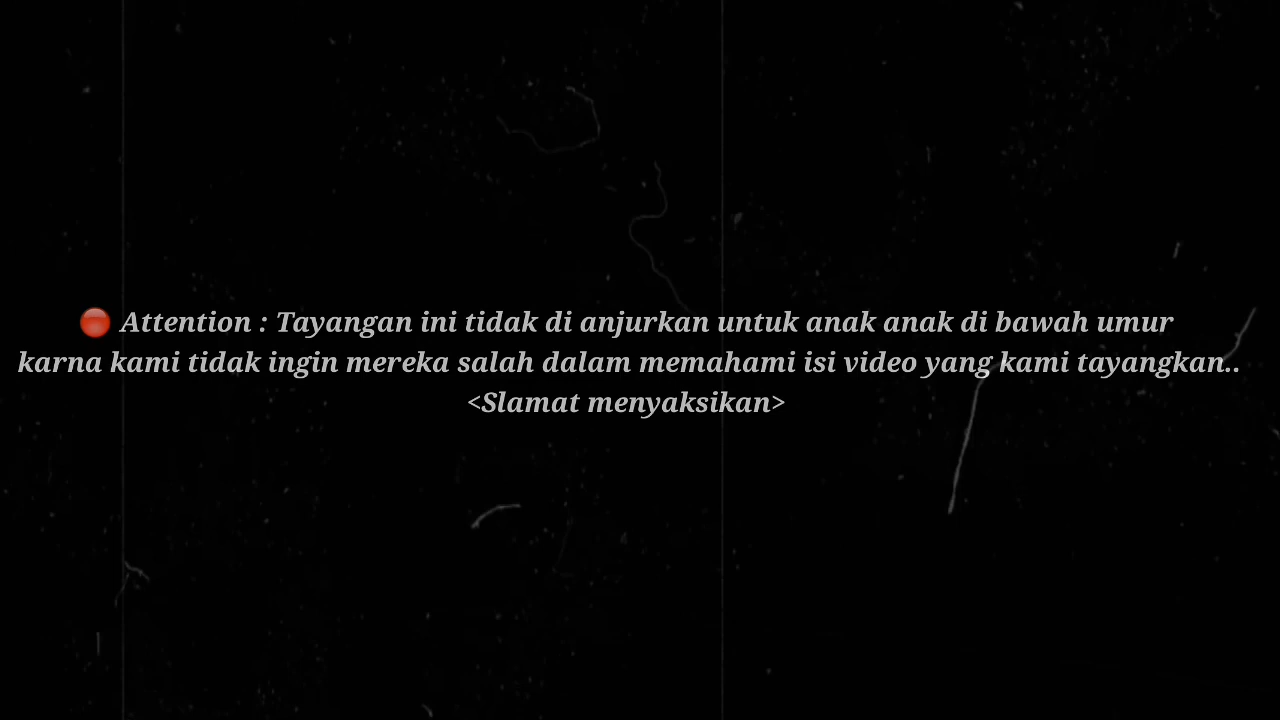 🔴 Attention : Tayangan ini tidak di anjurkan untuk anak anak di bawah umur
karna kami tidak ingin mereka salah dalam memahami isi video yang kami tayangkan..
<Slamat menyaksikan>